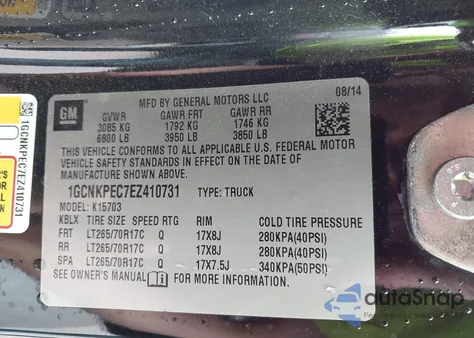 MFD BY GENERAL MOTORS LLC 08/14
GM
GVWR GAWR FRT GAWR RR
3085 KG 1792 KG 1746 KG
6800 LB 3950 LB 3850 LB
THIS VEHICLE CONFORMS TO ALL APPLICABLE U.S. FEDERAL MOTOR
VEHICLE SAFETY STANDARDS IN EFFECT ON THE DATE OF
MANUFACTURE SHOWN ABOVE.
1GCNKPEC7EZ410731 TYPE: TRUCK
MODEL: K15703
KBLX TIRE SIZE SPEED RTG RIM COLD TIRE PRESSURE
FRT LT265/70R17C Q 17X8J 280KPA(40PSI)
RR LT265/70R17C Q 17X8J 280KPA(40PSI)
SPA LT265/70R17C Q 17X7.5J 340KPA(50PSI)
SEE OWNER'S MANUAL FOR MORE INFORMATION.
1GCNKPEC7EZ410731
autoSnap